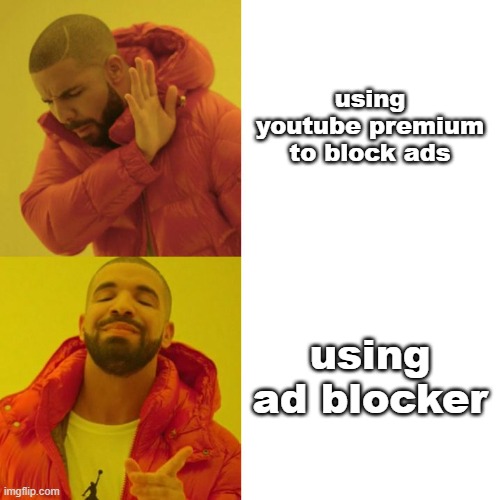 using
youtube premium
to block ads
using
ad blocker
imgflip.com